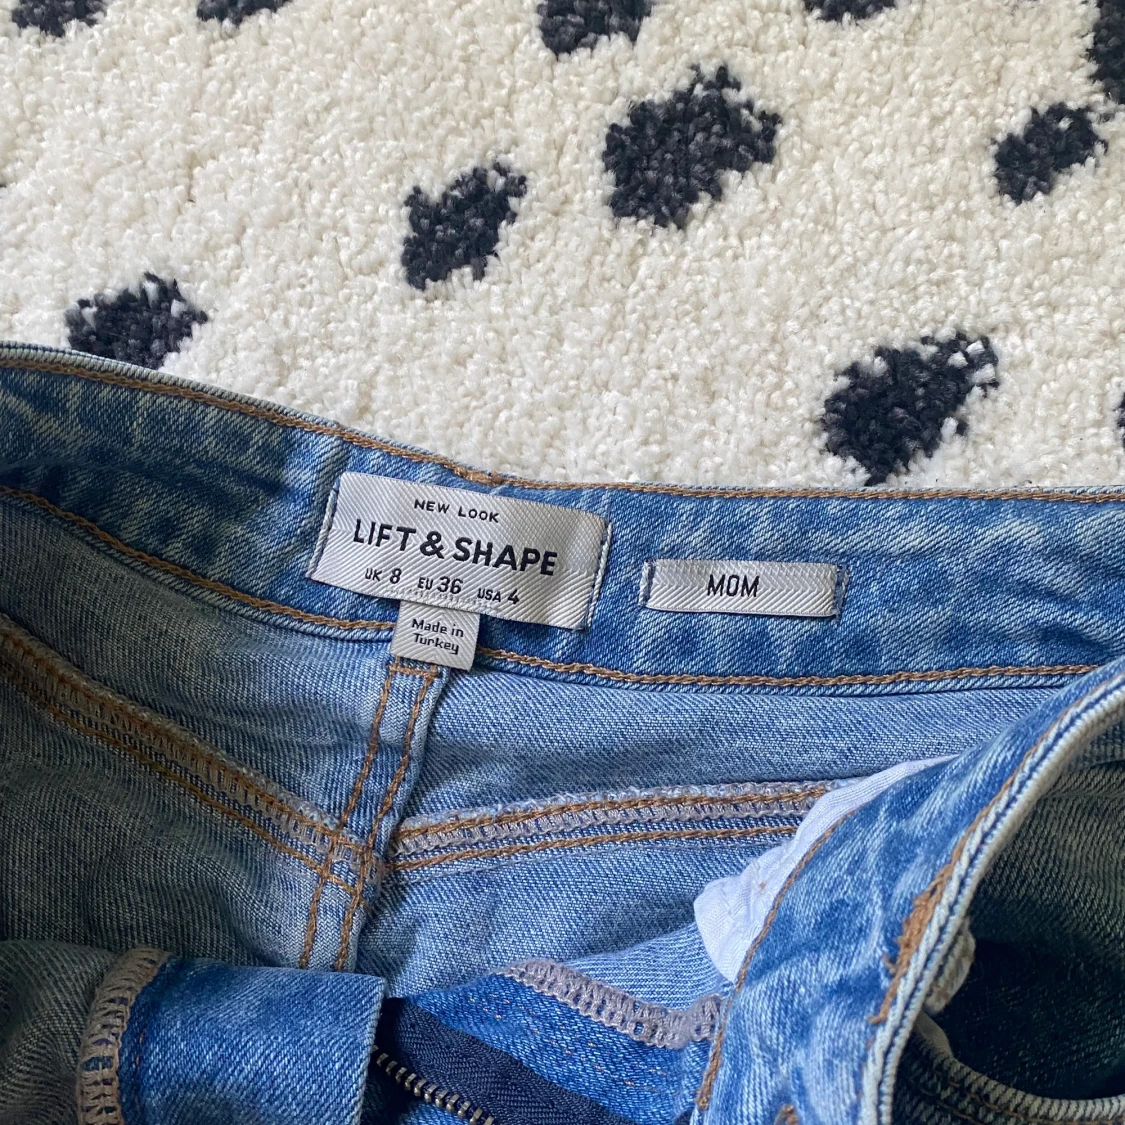 NEW LOOK
LIFT & SHAPE
UK 8 EU 36 USA 4
MOM
Made in
Turkey